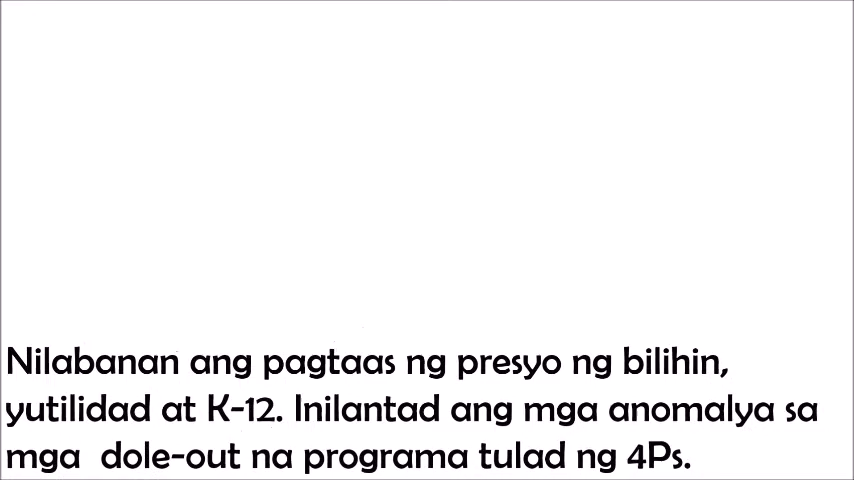 Nilabanan ang pagtaas ng presyo ng bilihin,
yutilidad at K-12. Inilantad ang mga anomalya sa
mga dole-out na programa tulad ng 4Ps.